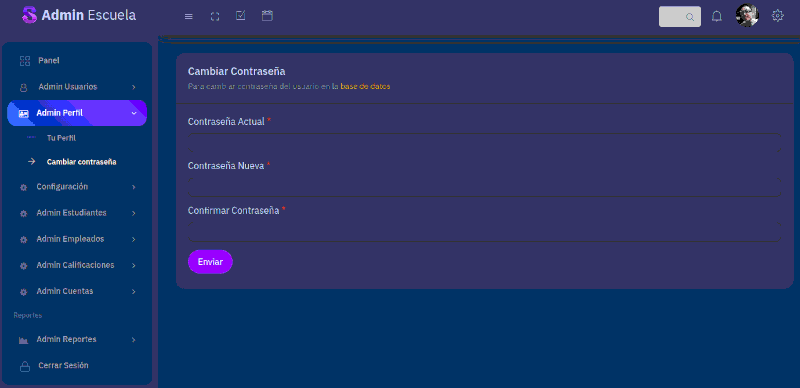 Admin Escuela
Panel
Admin Usuarios
Admin Perfil
Tu Perfil
Cambiar contraseña
Configuración
Admin Estudiantes
Admin Empleados
Admin Calificaciones
Admin Cuentas
Reportes
Admin Reportes
Cerrar Sesión
Cambiar Contraseña
Para cambiar contraseña del usuario en la base de datos
Contraseña Actual *
Contraseña Nueva *
Confirmar Contraseña *
Enviar